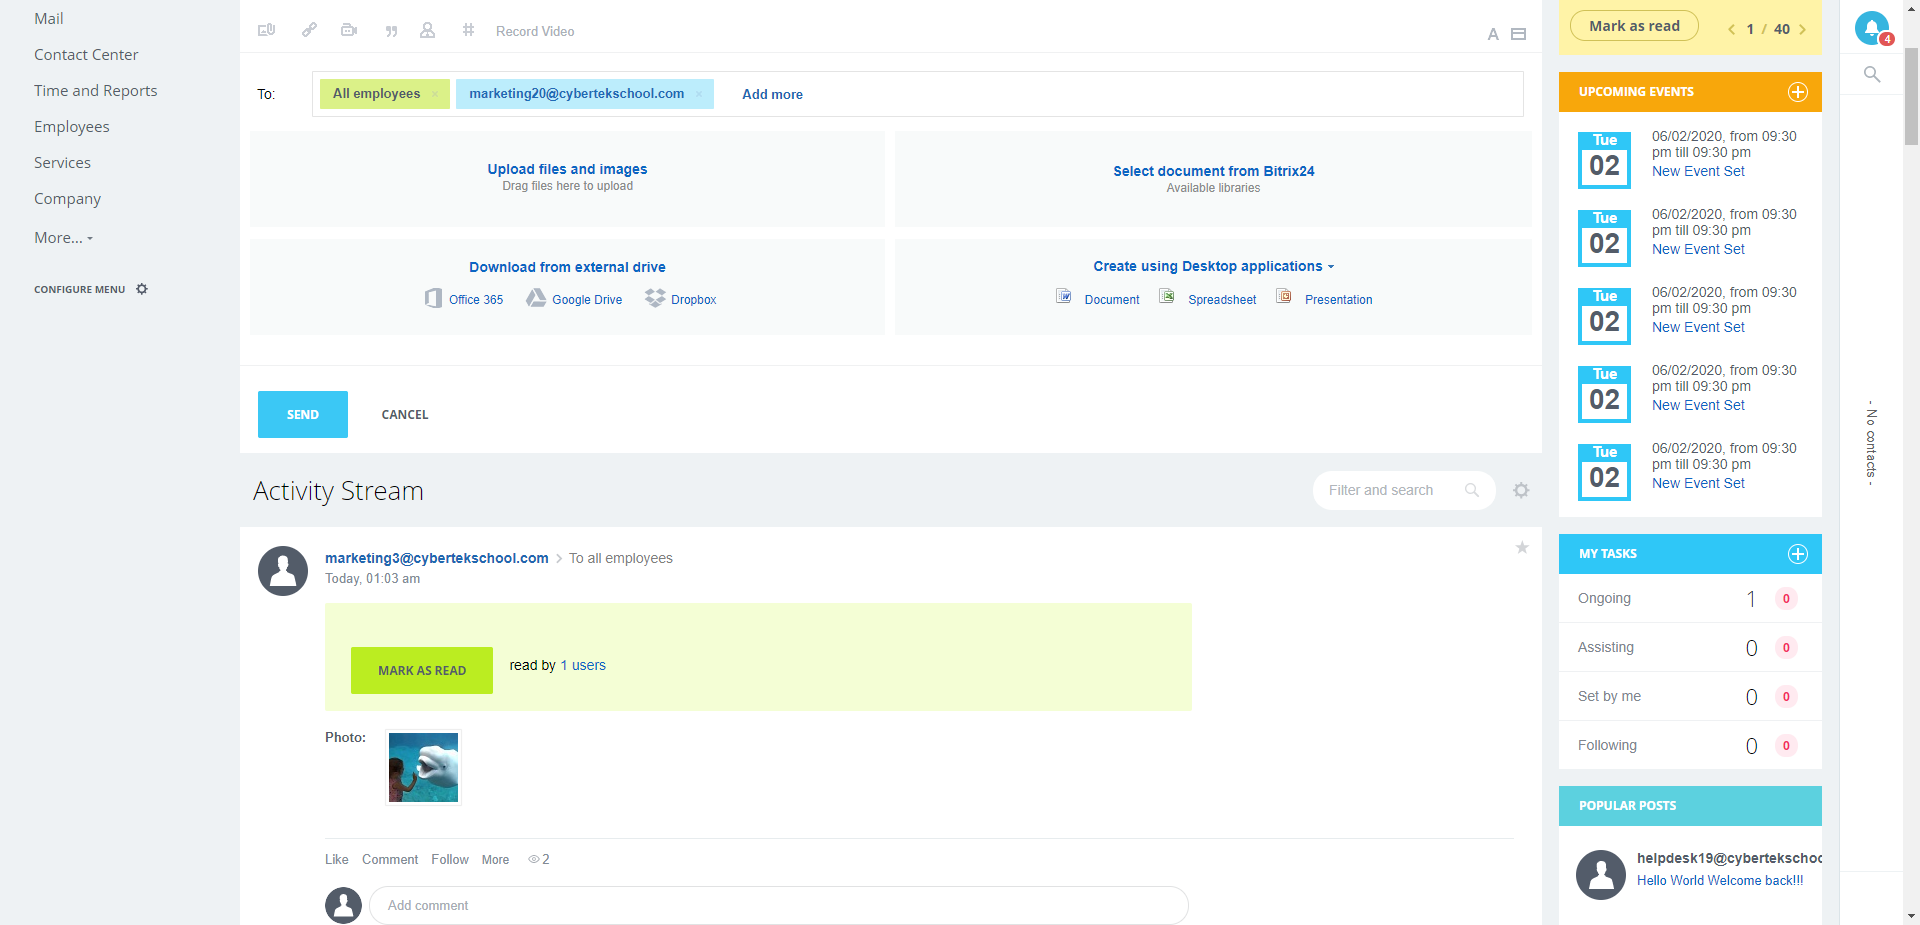 Mail
Contact Center
Time and Reports
Employees
Services
Company
More...
CONFIGURE MENU
Record Video
A
To:
All employees ×
marketing20@cybertekschool.com ×
Add more
Upload files and images
Drag files here to upload
Select document from Bitrix24
Available libraries
Download from external drive
Office 365
Google Drive
Dropbox
Create using Desktop applications
Document
Spreadsheet
Presentation
SEND
CANCEL
Activity Stream
Filter and search
marketing3@cybertekschool.com > To all employees
Today, 01:03 am
MARK AS READ
read by 1 users
Photo:
Like Comment Follow More 2
Add comment
Mark as read
1 / 40
UPCOMING EVENTS
Tue
02
06/02/2020, from 09:30
pm till 09:30 pm
New Event Set
Tue
02
06/02/2020, from 09:30
pm till 09:30 pm
New Event Set
Tue
02
06/02/2020, from 09:30
pm till 09:30 pm
New Event Set
Tue
02
06/02/2020, from 09:30
pm till 09:30 pm
New Event Set
Tue
02
06/02/2020, from 09:30
pm till 09:30 pm
New Event Set
MY TASKS
Ongoing 1 0
Assisting 0 0
Set by me 0 0
Following 0 0
POPULAR POSTS
helpdesk19@cybertekschoo
Hello World Welcome back!!!
4
- No contacts -